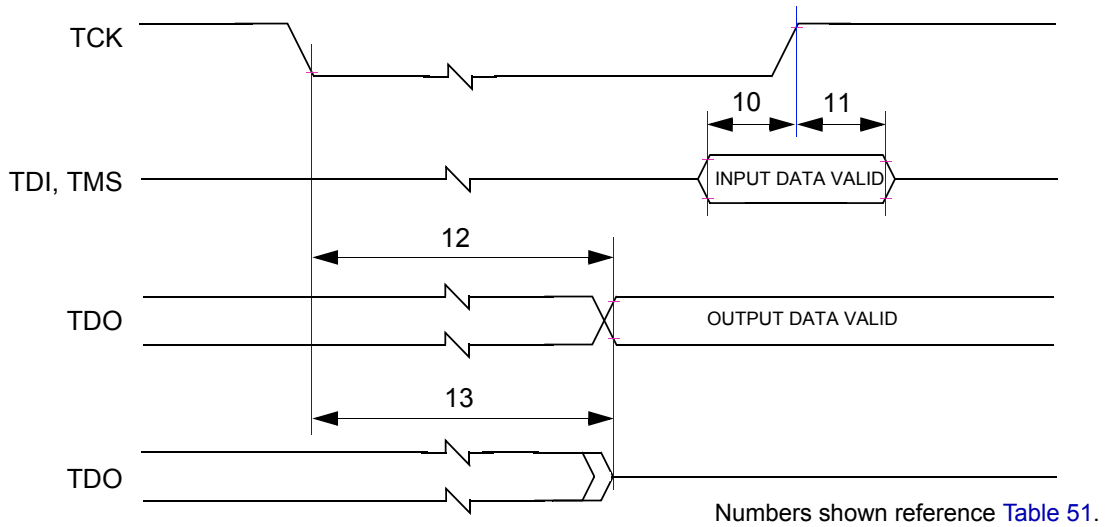 TCK
10
11
TDI, TMS
INPUT DATA VALID
12
TDO
OUTPUT DATA VALID
13
TDO
Numbers shown reference Table 51.